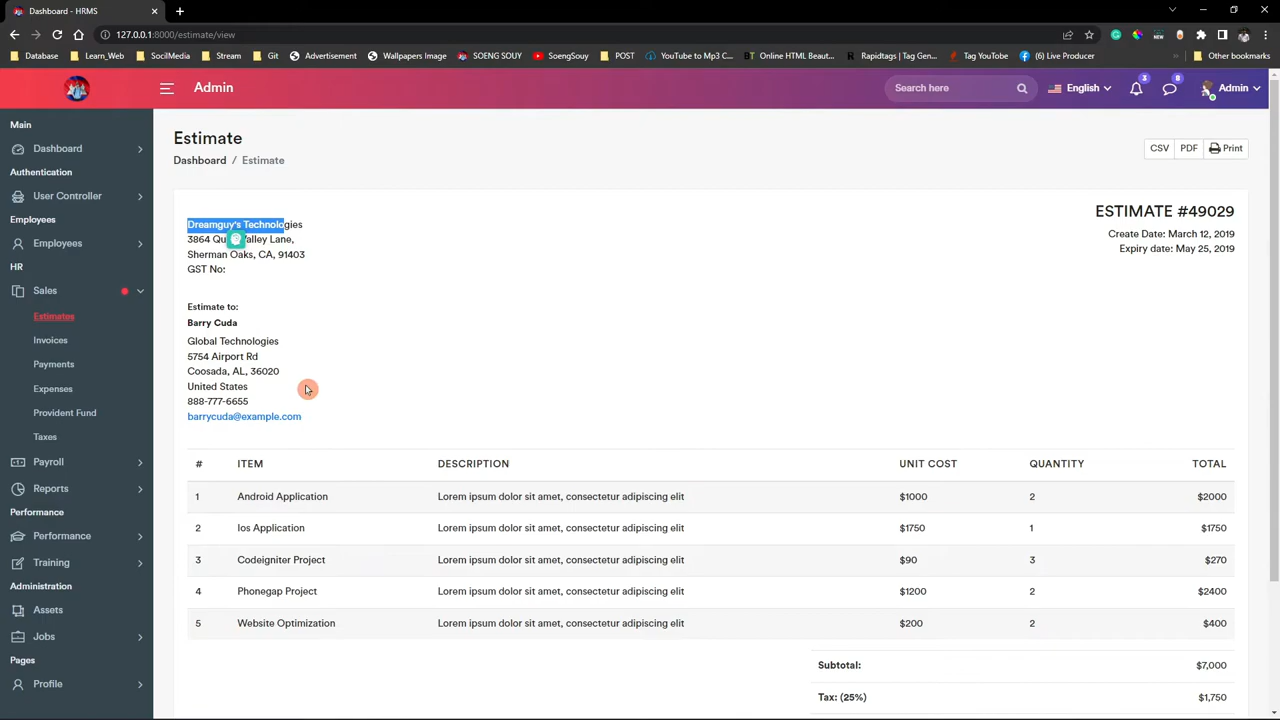 Dashboard - HRMS
127.0.0.1:8000/estimate/view
Database
Learn_Web
SocilMedia
Stream
Git
Advertisement
Wallpapers Image
SOENG SOUY
SoengSouy
POST
YouTube to Mp3 C...
Online HTML Beaut...
Rapidtags | Tag Gen...
Tag YouTube
(6) Live Producer
Other bookmarks
Admin
Search here
English
3
8
Admin
Main
Dashboard
Authentication
User Controller
Employees
Employees
HR
Sales
Estimates
Invoices
Payments
Expenses
Provident Fund
Taxes
Payroll
Reports
Performance
Performance
Training
Administration
Assets
Jobs
Pages
Profile
Estimate
Dashboard / Estimate
CSV PDF Print
Dreamguy's Technologies
3864 Valley Lane,
Sherman Oaks, CA, 91403
GST No:
ESTIMATE #49029
Create Date: March 12, 2019
Expiry date: May 25, 2019
Estimate to:
Barry Cuda
Global Technologies
5754 Airport Rd
Coosada, AL, 36020
United States
888-777-6655
barrycuda@example.com
# ITEM DESCRIPTION UNIT COST QUANTITY TOTAL
1 Android Application Lorem ipsum dolor sit amet, consectetur adipiscing elit $1000 2 $2000
2 Ios Application Lorem ipsum dolor sit amet, consectetur adipiscing elit $1750 1 $1750
3 Codeigniter Project Lorem ipsum dolor sit amet, consectetur adipiscing elit $90 3 $270
4 Phonegap Project Lorem ipsum dolor sit amet, consectetur adipiscing elit $1200 2 $2400
5 Website Optimization Lorem ipsum dolor sit amet, consectetur adipiscing elit $200 2 $400
Subtotal: $7,000
Tax: (25%) $1,750